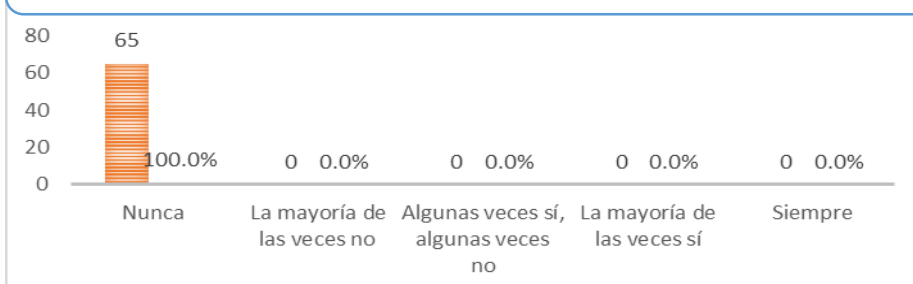 80
65
60
40
20
100.0% 0 0.0% 0 0.0% 0 0.0% 0 0.0%
0
Nunca
La mayoría de
las veces no
Algunas veces sí,
algunas veces
no
La mayoría de
las veces sí
Siempre